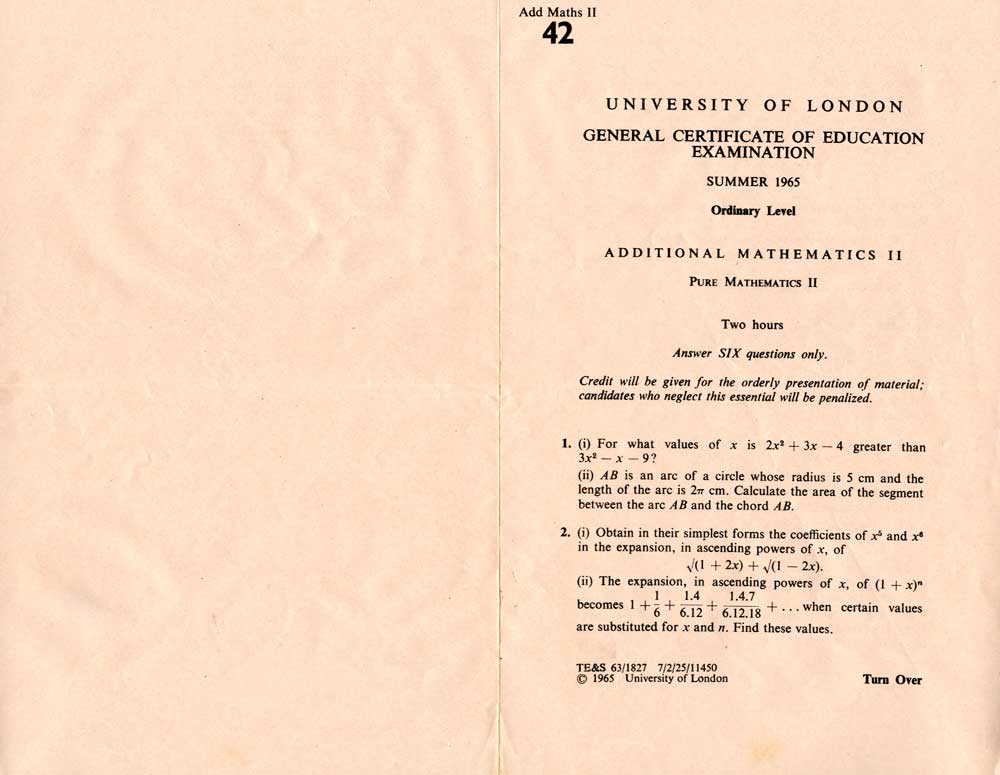 Add Maths II
42
UNIVERSITY OF LONDON
GENERAL CERTIFICATE OF EDUCATION
EXAMINATION
SUMMER 1965
Ordinary Level
ADDITIONAL MATHEMATICS II
PURE MATHEMATICS II
Two hours
Answer SIX questions only.
Credit will be given for the orderly presentation of material;
candidates who neglect this essential will be penalized.
1. (i) For what values of x is 2x² + 3x − 4 greater than
3x² − x − 9?
(ii) AB is an arc of a circle whose radius is 5 cm and the
length of the arc is 2π cm. Calculate the area of the segment
between the arc AB and the chord AB.
2. (i) Obtain in their simplest forms the coefficients of x⁵ and x⁶
in the expansion, in ascending powers of x, of
√(1 + 2x) + √(1 − 2x).
(ii) The expansion, in ascending powers of x, of (1 + x)ⁿ
becomes 1 + 1/6 + 1.4/6.12 + 1.4.7/6.12.18 + ... when certain values
are substituted for x and n. Find these values.
TE&S 63/1827 7/2/25/11450
© 1965 University of London
Turn Over